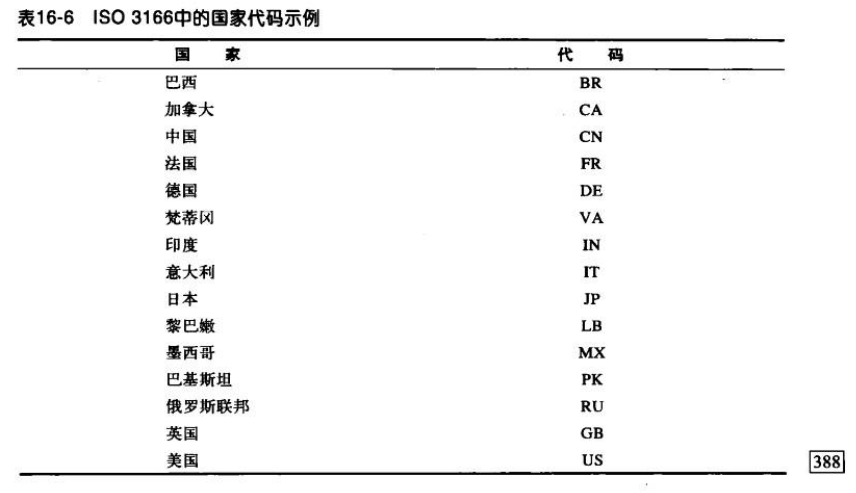 表16-6 ISO 3166中的国家代码示例
国 家 代 码
巴西 BR
加拿大 CA
中国 CN
法国 FR
德国 DE
梵蒂冈 VA
印度 IN
意大利 IT
日本 JP
黎巴嫩 LB
墨西哥 MX
巴基斯坦 PK
俄罗斯联邦 RU
英国 GB
美国 US
388